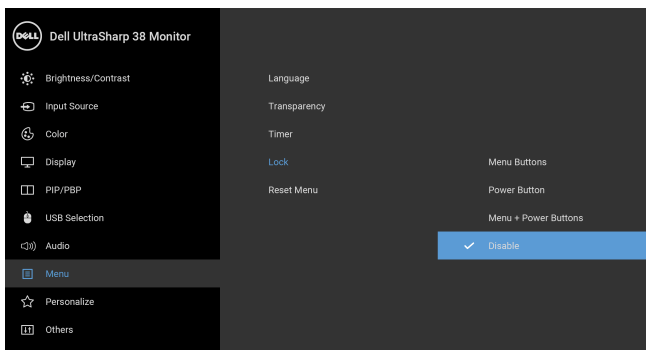 DELL Dell UltraSharp 38 Monitor
Brightness/Contrast
Input Source Language
Color Transparency
Display Timer
PIP/PBP Lock Menu Buttons
USB Selection Reset Menu Power Button
Audio Menu + Power Buttons
Menu Disable
Personalize
Others